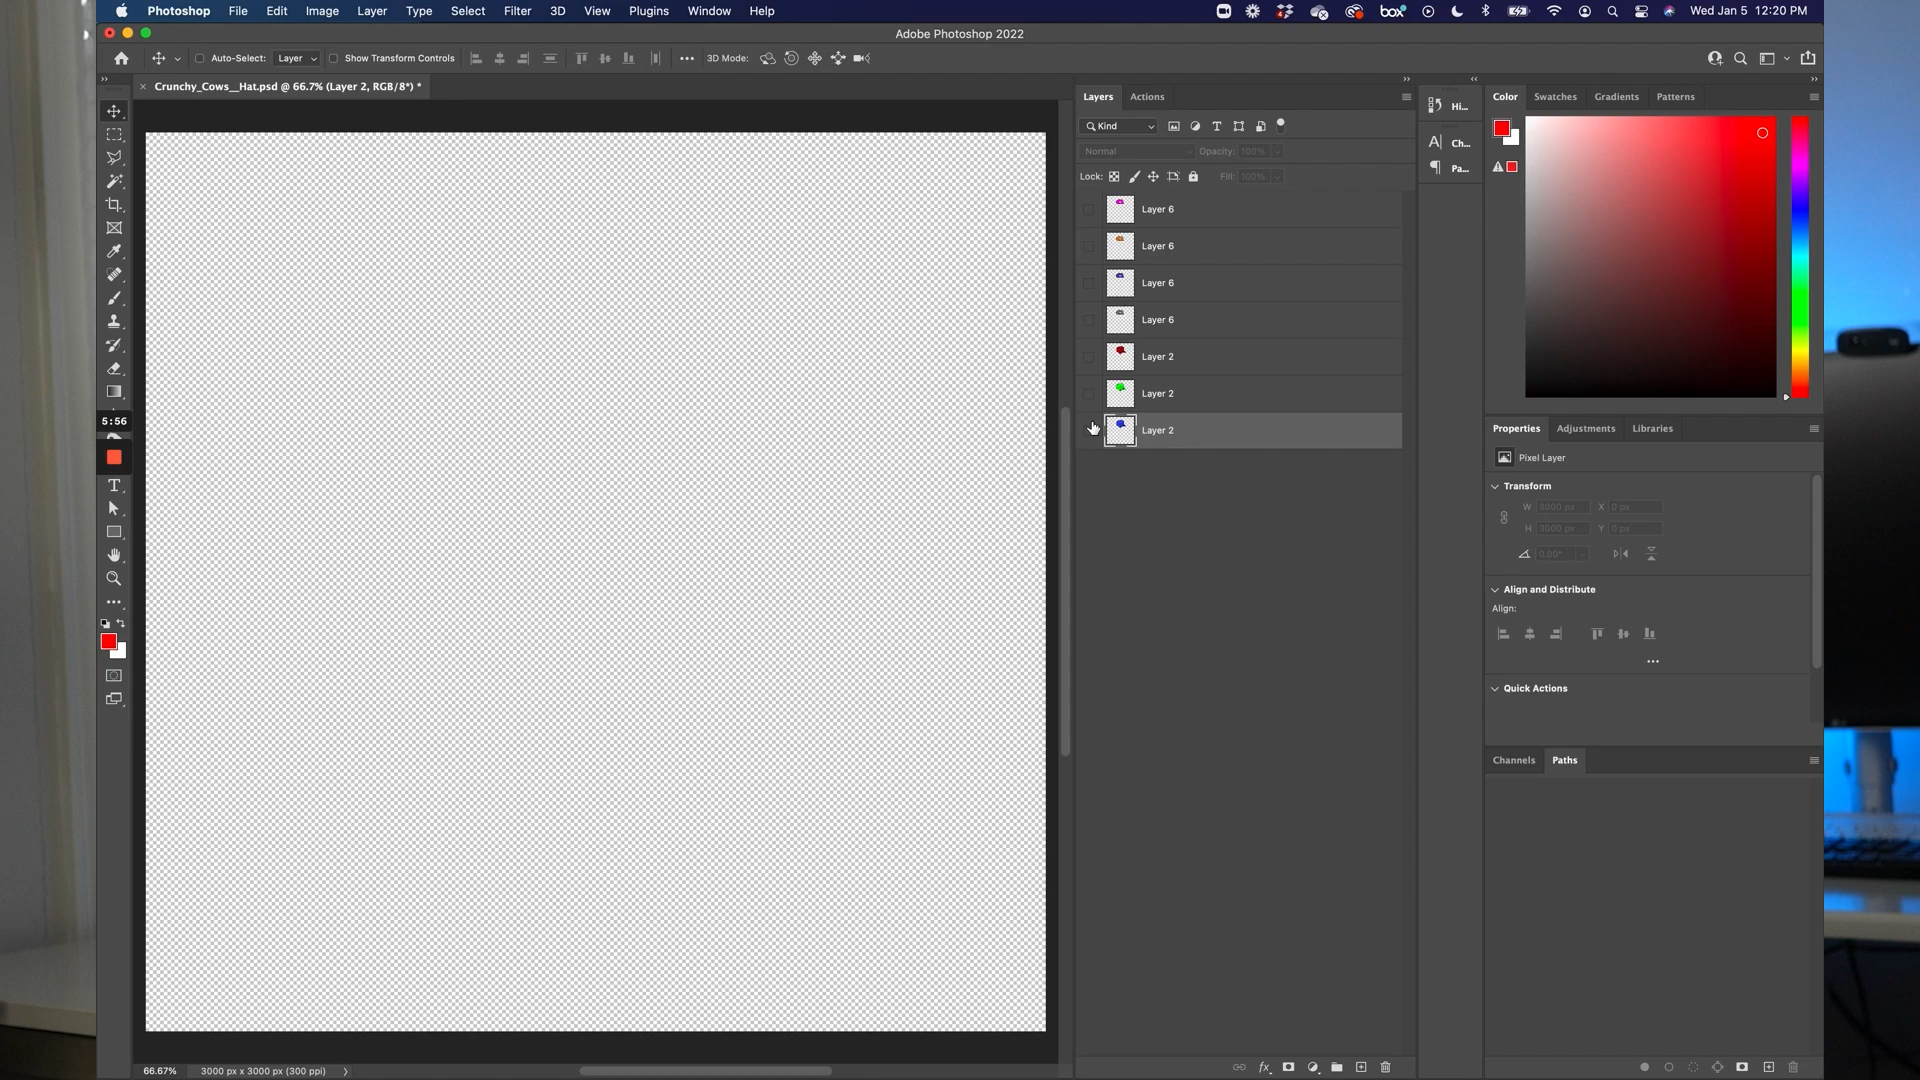 Photoshop File Edit Image Layer Type Select Filter 3D View Plugins Window Help
box Wed Jan 5 12:20 PM
Adobe Photoshop 2022
Auto-Select: Layer Show Transform Controls 3D Mode:
Crunchy_Cows__Hat.psd @ 66.7% (Layer 2, RGB/8*) *
Layers Actions
Kind
Normal Opacity: 100%
Lock: Fill: 100%
Layer 6
Layer 6
Layer 6
Layer 6
Layer 2
Layer 2
Layer 2
5:56
Hi...
Ch...
Pa...
Color Swatches Gradients Patterns
Properties Adjustments Libraries
Pixel Layer
Transform
W 3000 px X 0 px
H 3000 px Y 0 px
0.00°
Align and Distribute
Align:
Quick Actions
Channels Paths
66.67% 3000 px x 3000 px (300 ppi)
fx